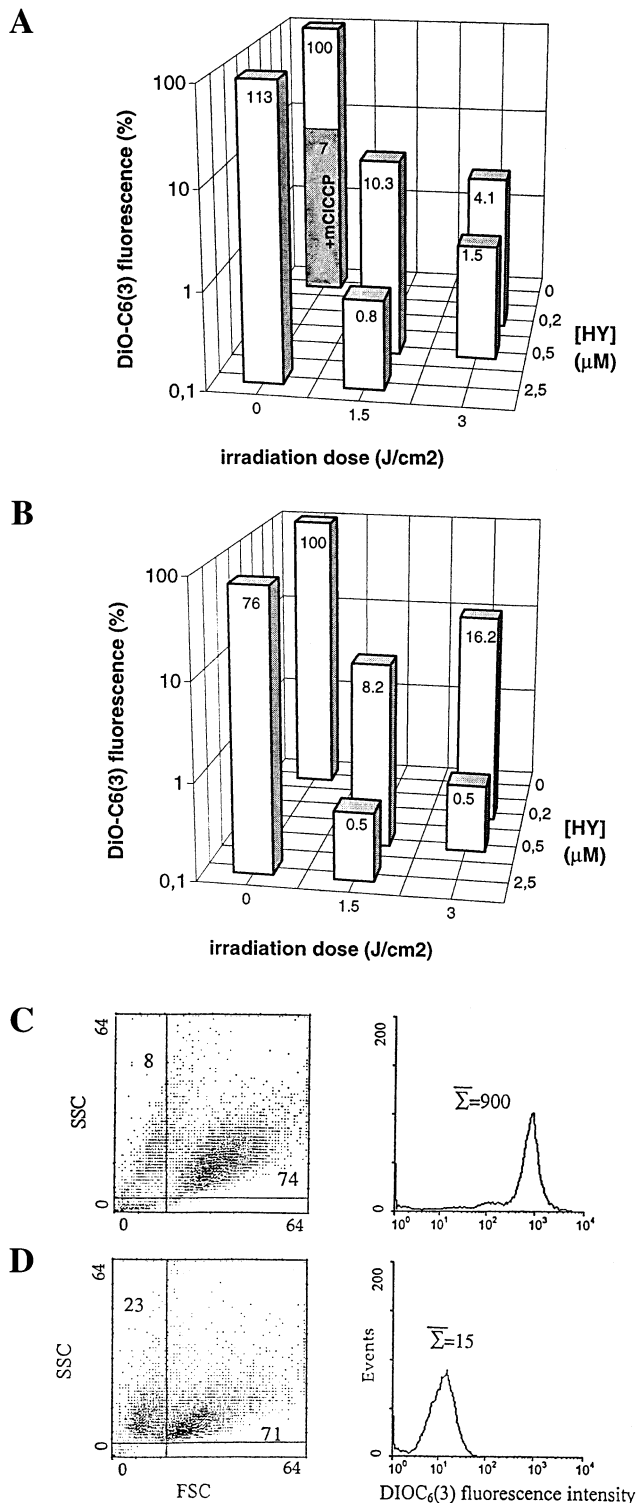 A
DiO-C6(3) fluorescence (%)
100
10
1
0,1
113
100
7
+mClCCP
10.3
0.8
4.1
1.5
0
1.5
3
0
0,2
0,5
2,5
[HY]
(µM)
irradiation dose (J/cm2)
B
DiO-C6(3) fluorescence (%)
100
10
1
0,1
76
100
8.2
0.5
16.2
0.5
0
1.5
3
0
0,2
0,5
2,5
[HY]
(µM)
irradiation dose (J/cm2)
C
SSC
64
0
8
74
0
64
200
0
Σ=900
10⁰ 10¹ 10² 10³ 10⁴
D
SSC
64
0
23
71
0
64
FSC
Events
200
0
Σ=15
10⁰ 10¹ 10² 10³ 10⁴
DIOC₆(3) fluorescence intensity